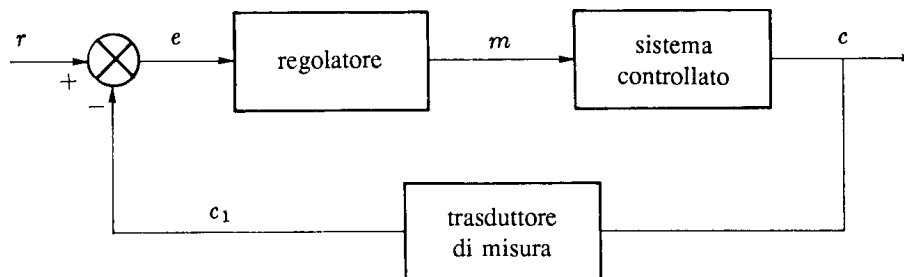 r
+
−
e
regolatore
m
sistema
controllato
c
c₁
trasduttore
di misura